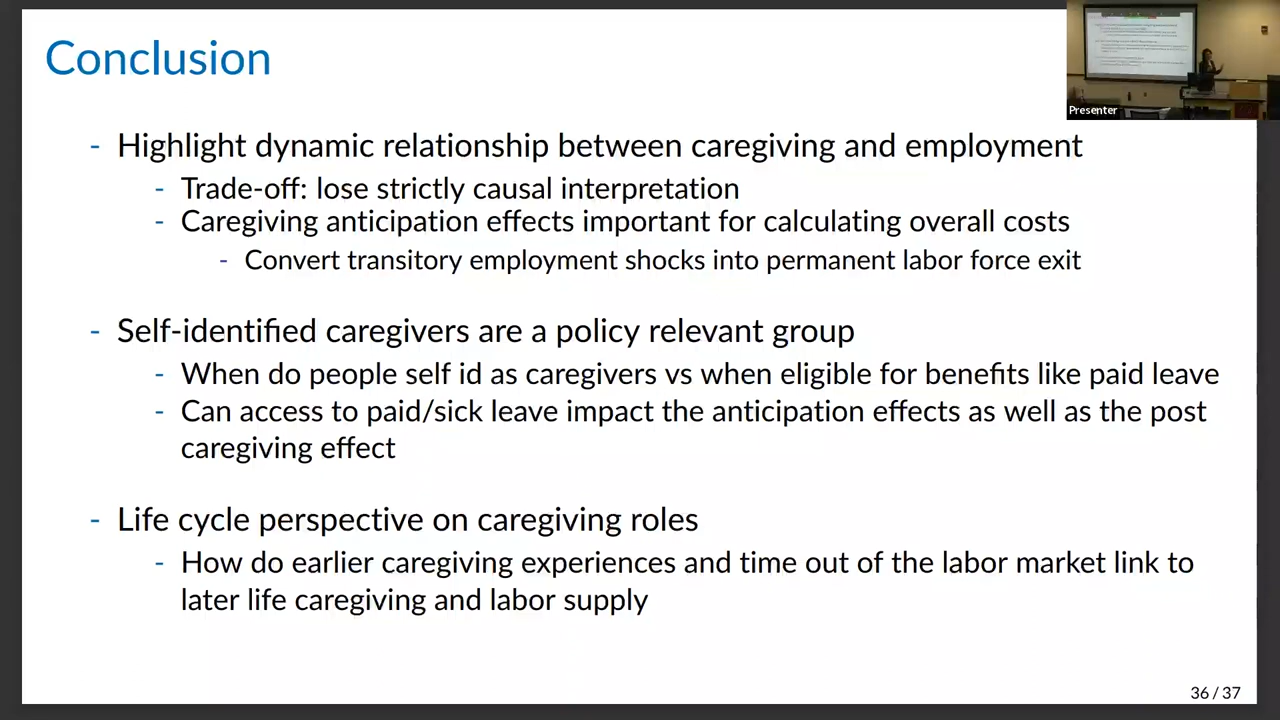 Conclusion
Presenter
- Highlight dynamic relationship between caregiving and employment
- Trade-off: lose strictly causal interpretation
- Caregiving anticipation effects important for calculating overall costs
- Convert transitory employment shocks into permanent labor force exit
- Self-identified caregivers are a policy relevant group
- When do people self id as caregivers vs when eligible for benefits like paid leave
- Can access to paid/sick leave impact the anticipation effects as well as the post
caregiving effect
- Life cycle perspective on caregiving roles
- How do earlier caregiving experiences and time out of the labor market link to
later life caregiving and labor supply
36 / 37